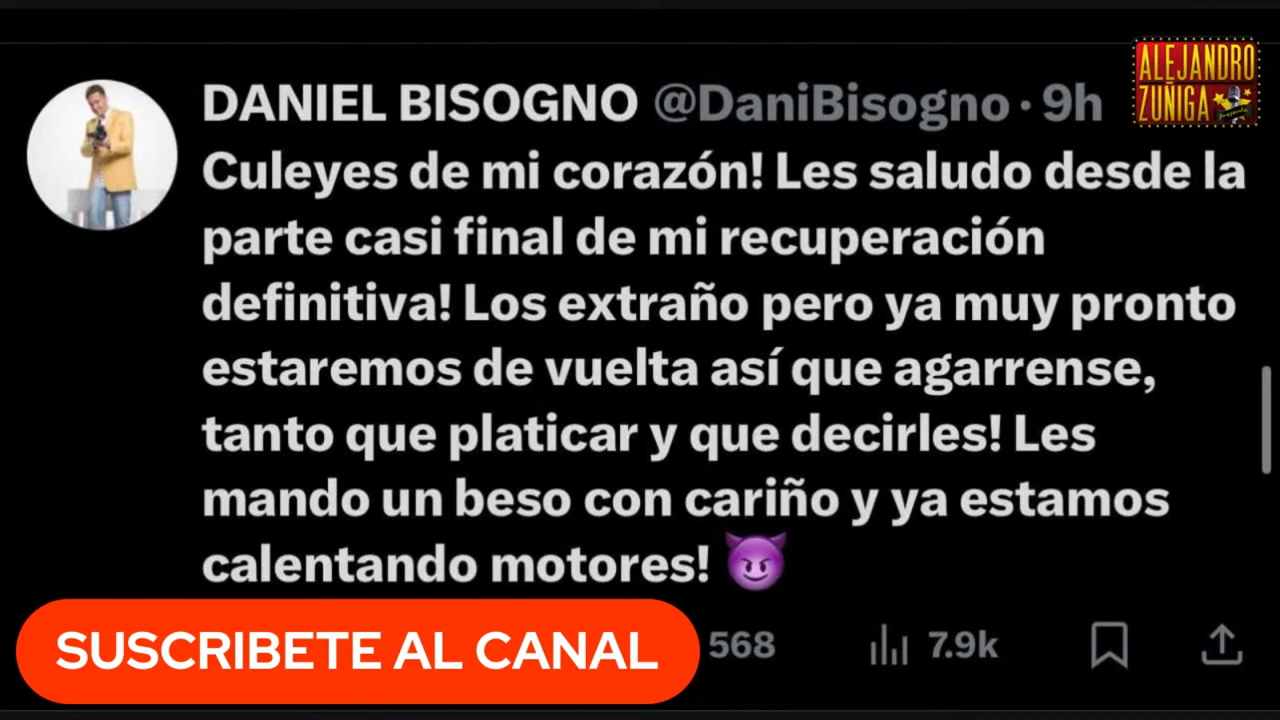 DANIEL BISOGNO @DaniBisogno · 9h
ALEJANDRO
ZUÑIGA
Culeyes de mi corazón! Les saludo desde la
parte casi final de mi recuperación
definitiva! Los extraño pero ya muy pronto
estaremos de vuelta así que agarrense,
tanto que platicar y que decirles! Les
mando un beso con cariño y ya estamos
calentando motores! 😈
SUSCRIBETE AL CANAL
568 7.9k